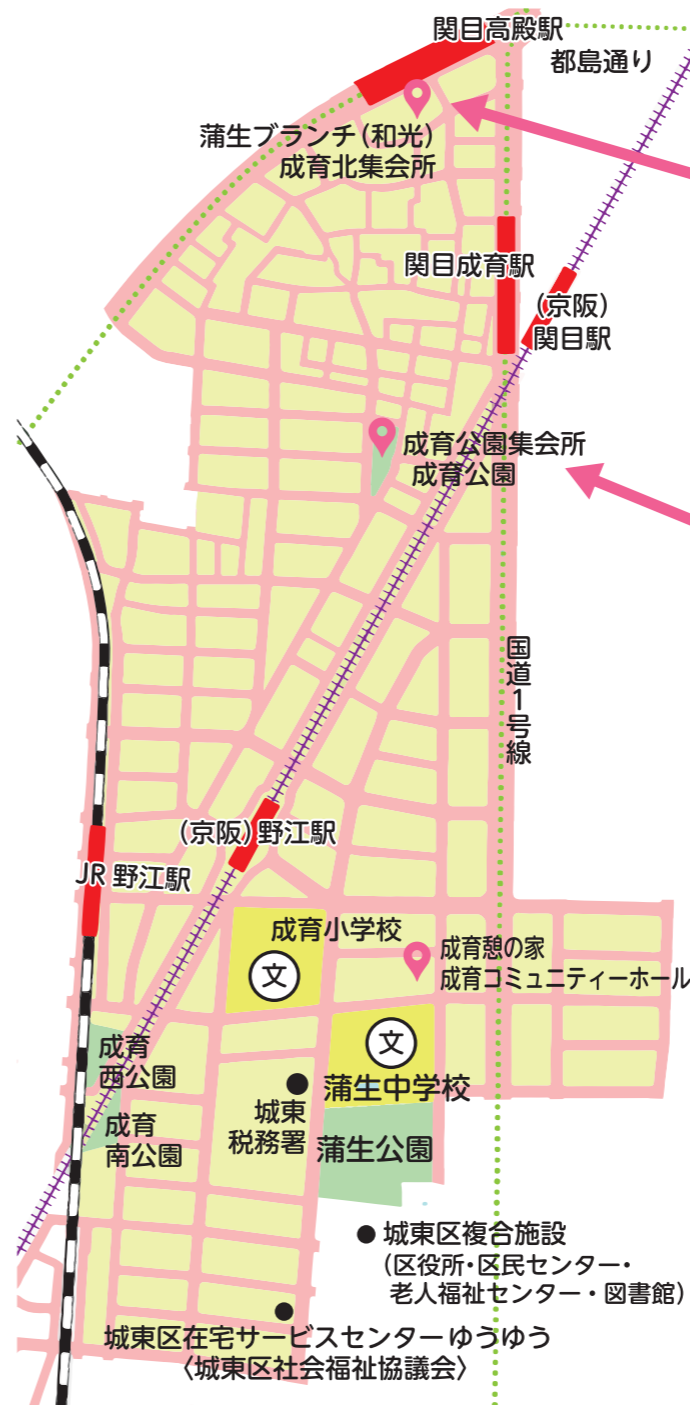 関目高殿駅
都島通り
蒲生ブランチ(和光)
成育北集会所
関目成育駅
(京阪)
関目駅
成育公園集会所
成育公園
国道1号線
(京阪)野江駅
JR 野江駅
成育小学校
文
成育憩の家
成育コミュニティーホール
文
蒲生中学校
成育
西公園
城東
税務署
成育
南公園
蒲生公園
● 城東区複合施設
(区役所・区民センター・
老人福祉センター・図書館)
城東区在宅サービスセンターゆうゆう
〈城東区社会福祉協議会〉